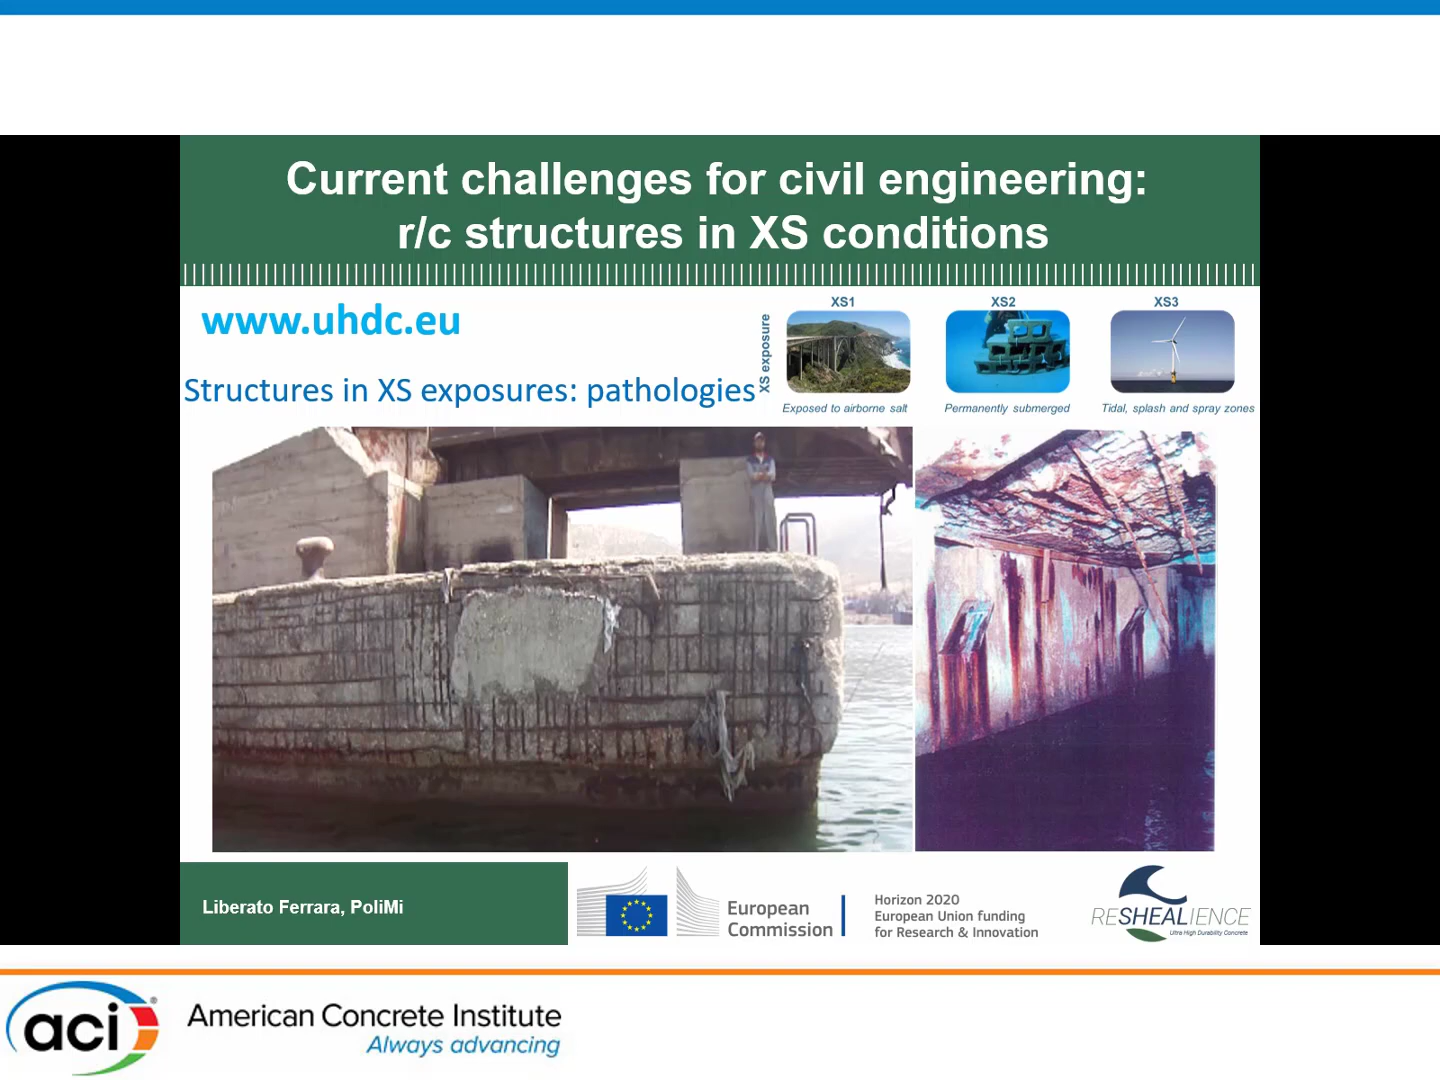 Current challenges for civil engineering:
r/c structures in XS conditions
www.uhdc.eu
Structures in XS exposures: pathologies
XS exposure
XS1
XS2
XS3
Exposed to airborne salt
Permanently submerged
Tidal, splash and spray zones
Liberato Ferrara, PoliMi
European
Commission
Horizon 2020
European Union funding
for Research & Innovation
RESHEALIENCE
Ultra High Durability Concrete
aci®
American Concrete Institute
Always advancing